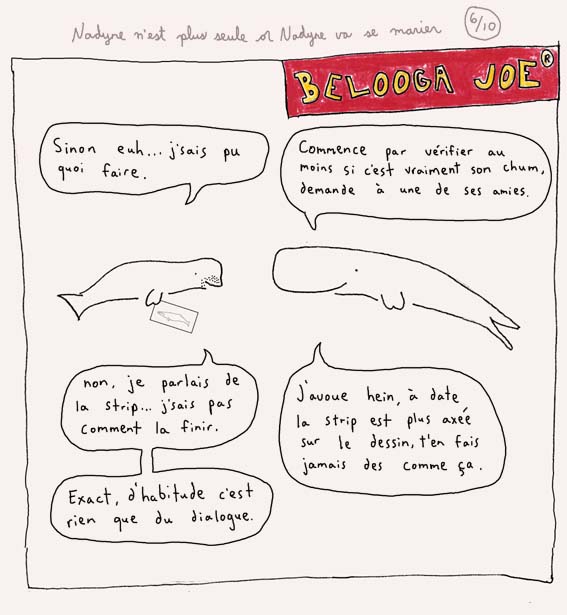 Nadyne n'est plus seule or Nadyne va se marier
6/10
BELOOGA JOE®
Sinon euh... j'sais pu
quoi faire.
Commence par vérifier au
moins si c'est vraiment son chum,
demande à une de ses amies.
non, je parlais de
la strip... j'sais pas
comment la finir.
J'avoue hein, à date
la strip est plus axéé
sur le dessin, t'en fais
jamais des comme ça.
Exact, d'habitude c'est
rien que du dialogue.